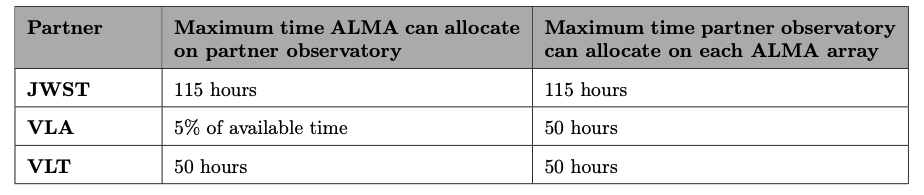 Partner Maximum time ALMA can allocate on partner observatory Maximum time partner observatory can allocate on each ALMA array
JWST 115 hours 115 hours
VLA 5% of available time 50 hours
VLT 50 hours 50 hours